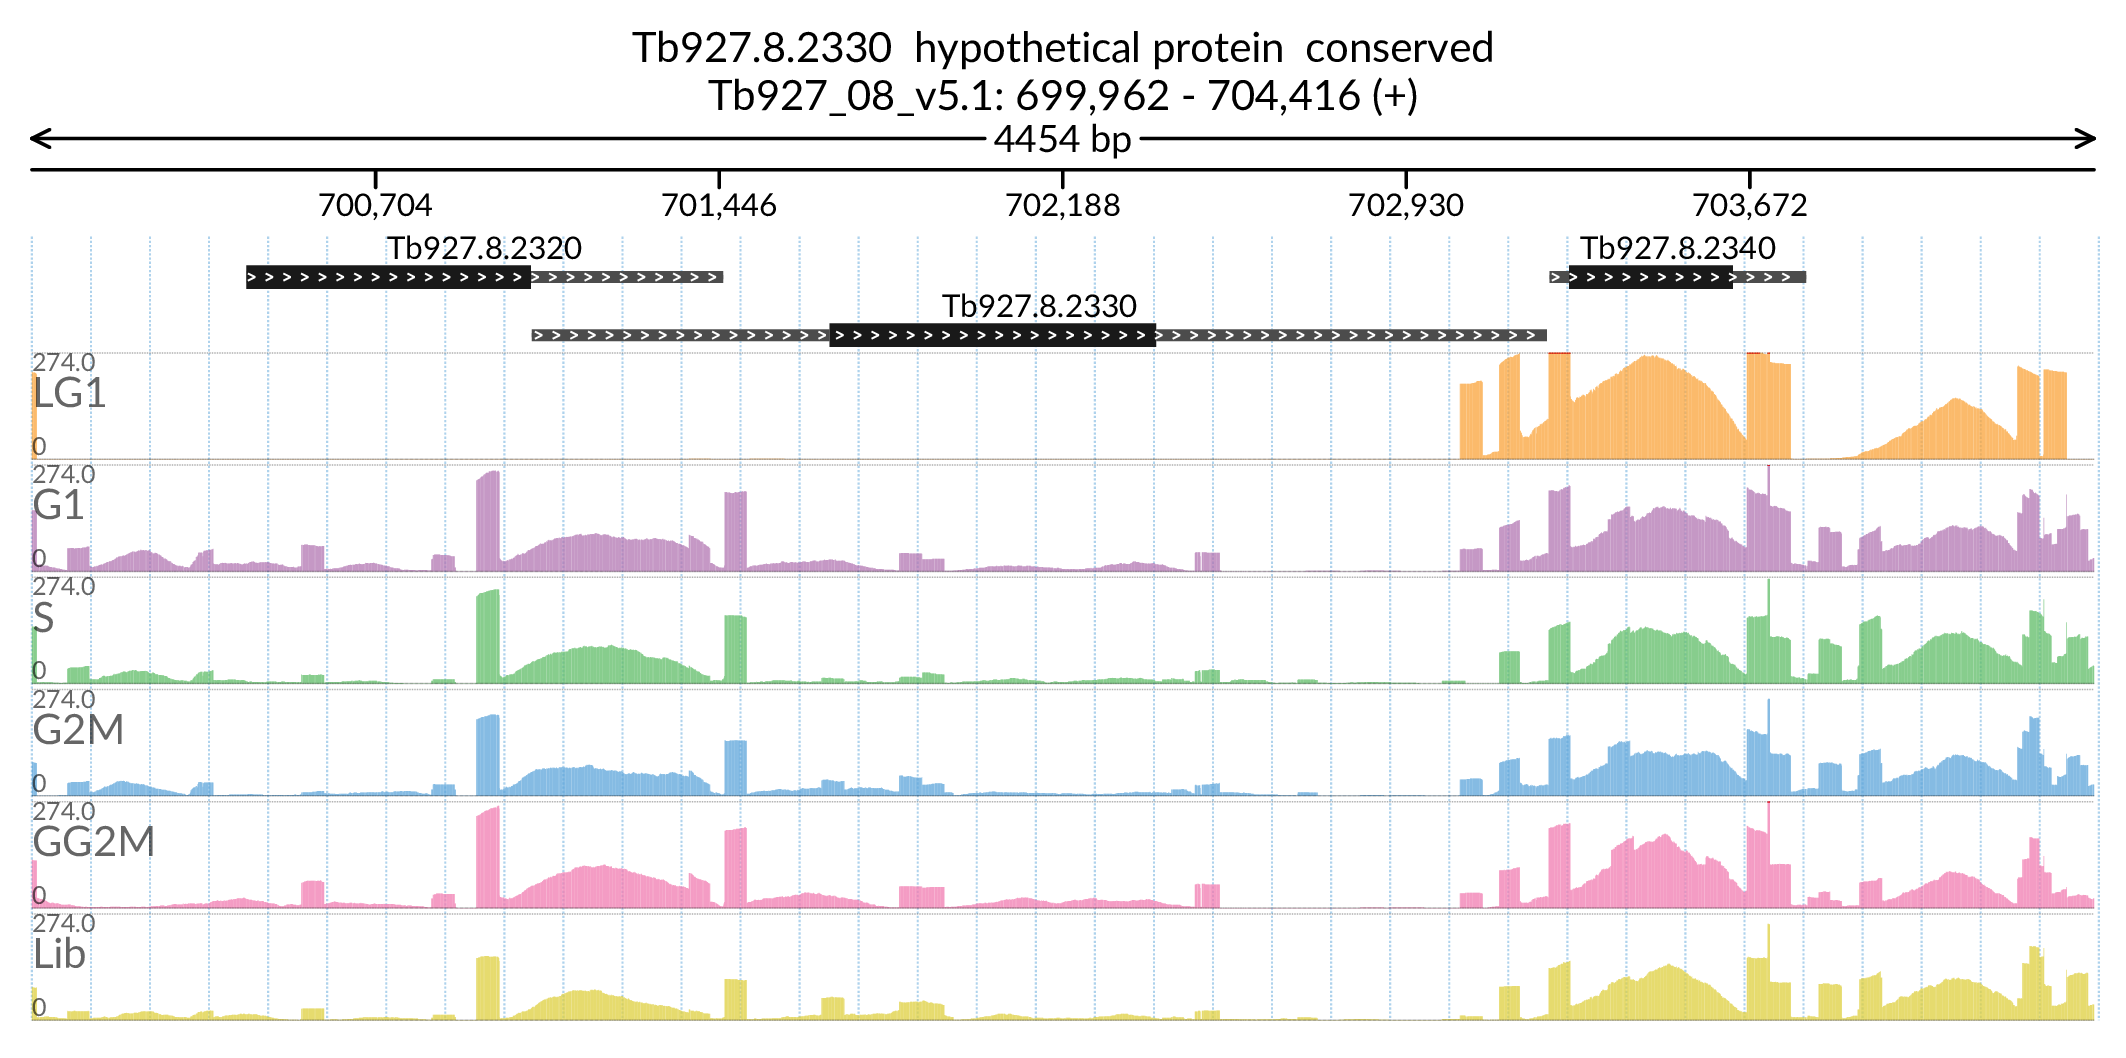 Tb927.8.2330 hypothetical protein conserved
Tb927_08_v5.1: 699,962 - 704,416 (+)
4454 bp
700,704 701,446 702,188 702,930 703,672
Tb927.8.2320 Tb927.8.2340
Tb927.8.2330
274.0
LG1
0
274.0
G1
0
274.0
S
0
274.0
G2M
0
274.0
GG2M
0
274.0
Lib
0